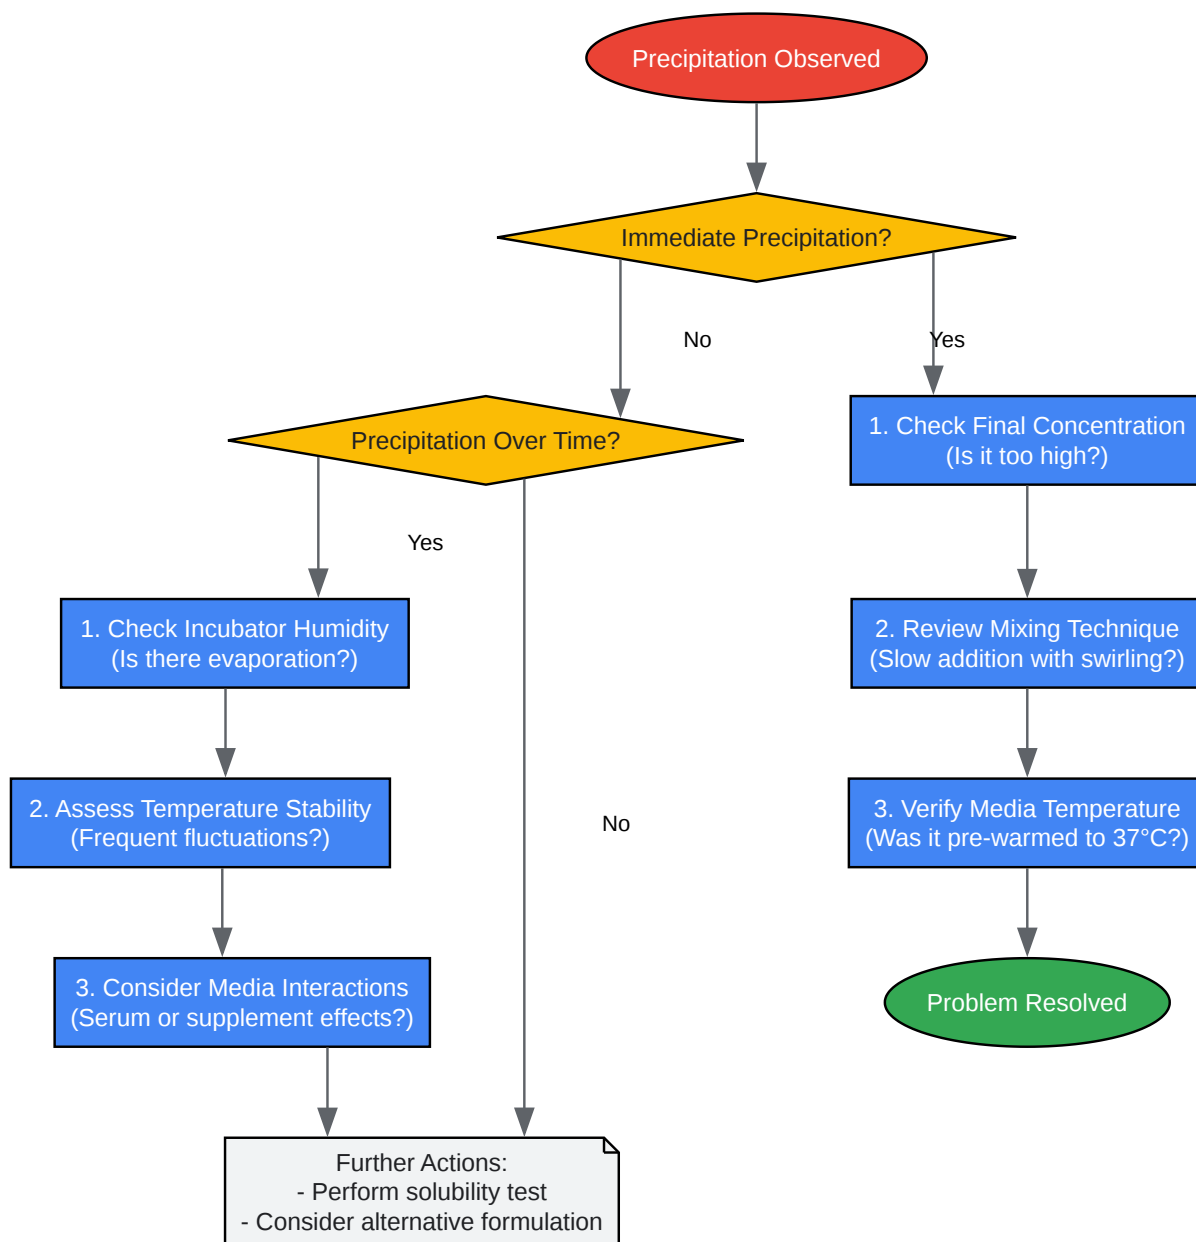 Precipitation Observed
Immediate Precipitation?
No
Yes
Precipitation Over Time?
1. Check Final Concentration
(Is it too high?)
Yes
1. Check Incubator Humidity
(Is there evaporation?)
2. Review Mixing Technique
(Slow addition with swirling?)
2. Assess Temperature Stability
(Frequent fluctuations?)
No
3. Verify Media Temperature
(Was it pre-warmed to 37°C?)
3. Consider Media Interactions
(Serum or supplement effects?)
Problem Resolved
Further Actions:
- Perform solubility test
- Consider alternative formulation